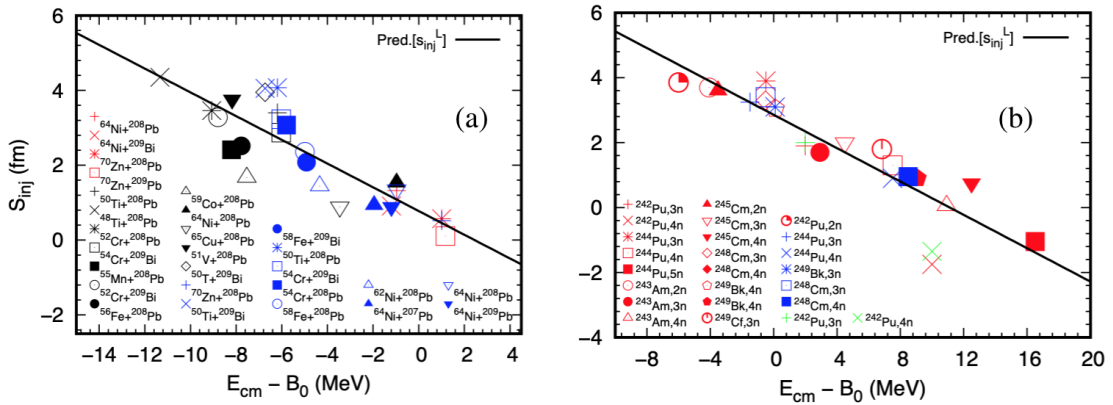 6
4
2
0
−2
S_inj (fm)
Pred.[s_inj^L]
(a)
^64Ni+^208Pb
^64Ni+^209Bi
^70Zn+^208Pb
^70Zn+^209Pb
^50Ti+^208Pb
^48Ti+^208Pb
^52Cr+^208Pb
^54Cr+^209Bi
^55Mn+^208Pb
^52Cr+^209Bi
^56Fe+^208Pb
^59Co+^208Pb
^64Ni+^208Pb
^65Cu+^208Pb
^51V+^208Pb
^50T+^209Bi
^70Zn+^208Pb
^50Ti+^209Bi
^58Fe+^209Bi
^50Ti+^208Pb
^54Cr+^209Bi
^54Cr+^208Pb
^58Fe+^208Pb
^62Ni+^208Pb
^64Ni+^207Pb
^64Ni+^208Pb
^64Ni+^209Pb
−14 −12 −10 −8 −6 −4 −2 0 2 4
E_cm − B_0 (MeV)
6
4
2
0
−2
−4
Pred.[s_inj^L]
(b)
^242Pu,3n
^242Pu,4n
^244Pu,3n
^244Pu,4n
^244Pu,5n
^243Am,2n
^243Am,3n
^243Am,4n
^245Cm,2n
^245Cm,3n
^245Cm,4n
^248Cm,3n
^248Cm,4n
^249Bk,4n
^249Bk,4n
^249Cf,3n
^242Pu,2n
^244Pu,3n
^244Pu,4n
^249Bk,3n
^248Cm,3n
^248Cm,4n
^242Pu,3n
^242Pu,4n
−8 −4 0 4 8 12 16 20
E_cm − B_0 (MeV)